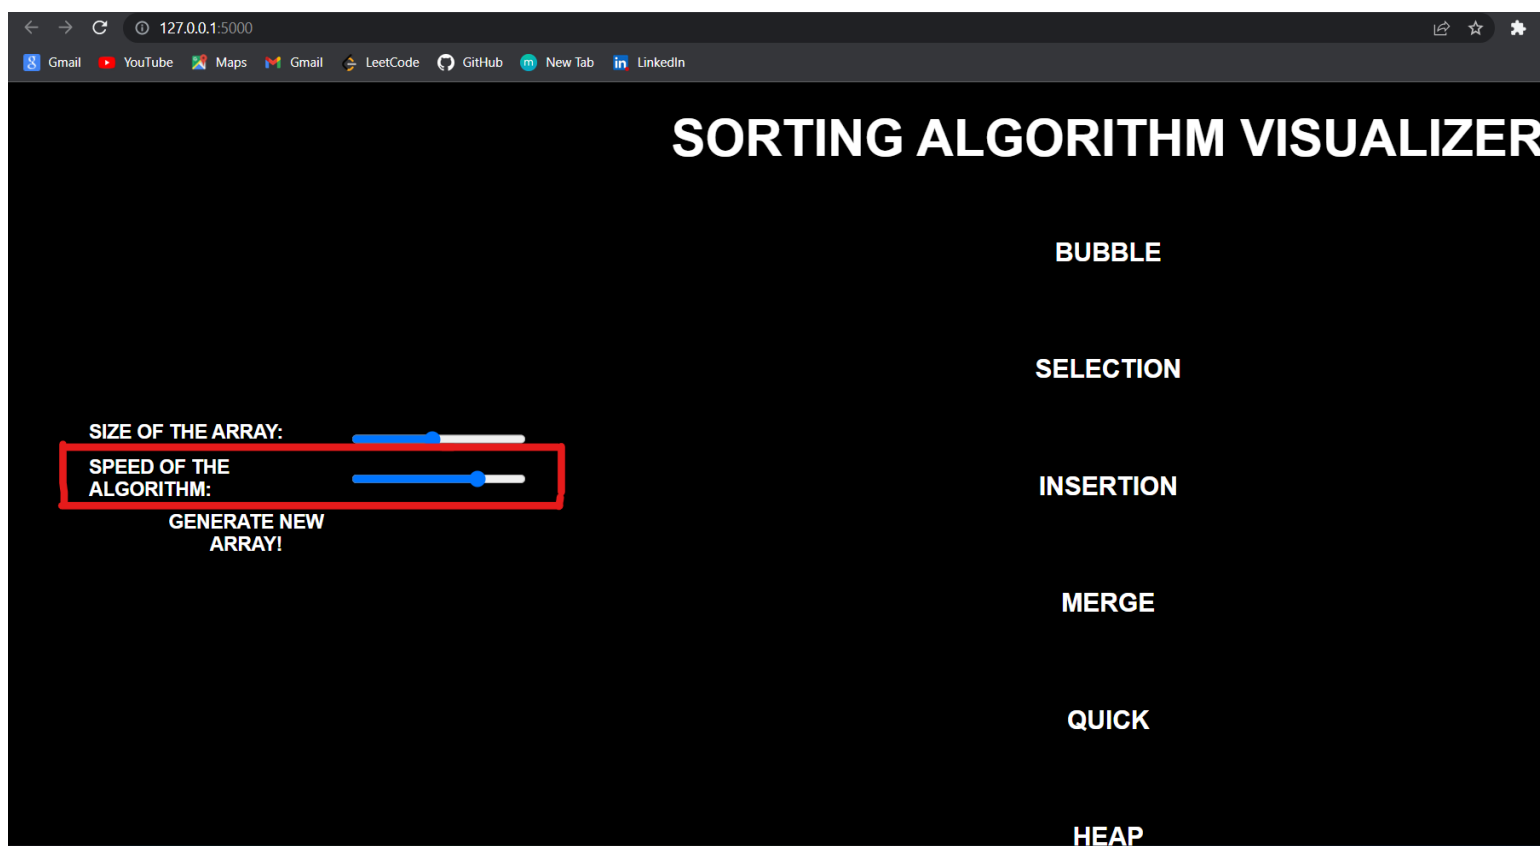 127.0.0.1:5000
Gmail YouTube Maps Gmail LeetCode GitHub New Tab LinkedIn
SORTING ALGORITHM VISUALIZER
BUBBLE
SELECTION
SIZE OF THE ARRAY:
SPEED OF THE
ALGORITHM:
INSERTION
GENERATE NEW
ARRAY!
MERGE
QUICK
HEAP